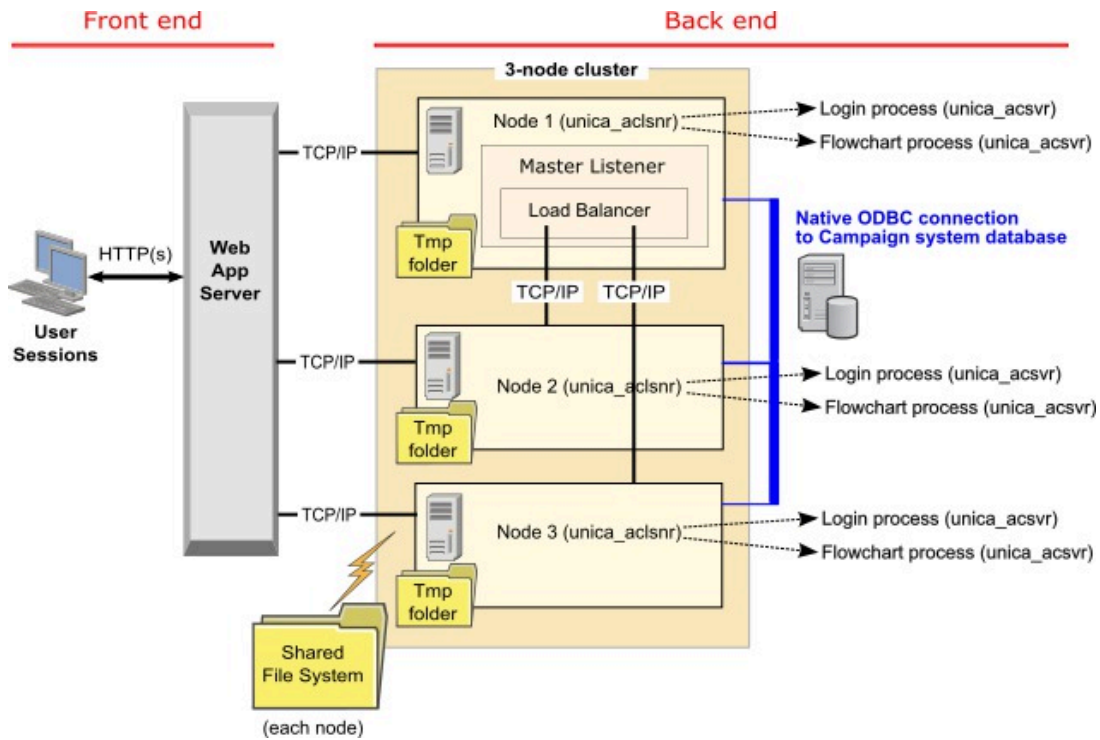 Front end
Back end
3-node cluster
Node 1 (unica_aclsnr)
Login process (unica_acsvr)
Flowchart process (unica_acsvr)
TCP/IP
Master Listener
Load Balancer
Tmp
folder
Native ODBC connection
to Campaign system database
HTTP(s)
Web
App
Server
User
Sessions
TCP/IP
TCP/IP
TCP/IP
Node 2 (unica_aclsnr)
Login process (unica_acsvr)
Flowchart process (unica_acsvr)
Tmp
folder
TCP/IP
Node 3 (unica_aclsnr)
Login process (unica_acsvr)
Flowchart process (unica_acsvr)
Tmp
folder
Shared
File System
(each node)